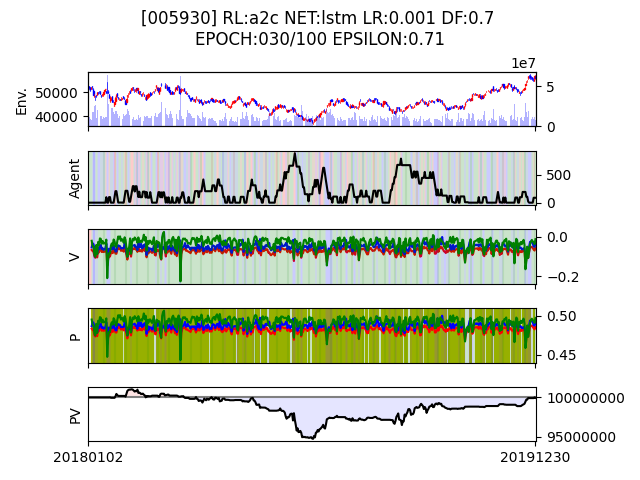 [005930] RL:a2c NET:lstm LR:0.001 DF:0.7
EPOCH:030/100 EPSILON:0.71
1e7
Env.
50000
40000
5
0
Agent
500
0
V
0.0
−0.2
P
0.50
0.45
PV
100000000
95000000
20180102
20191230